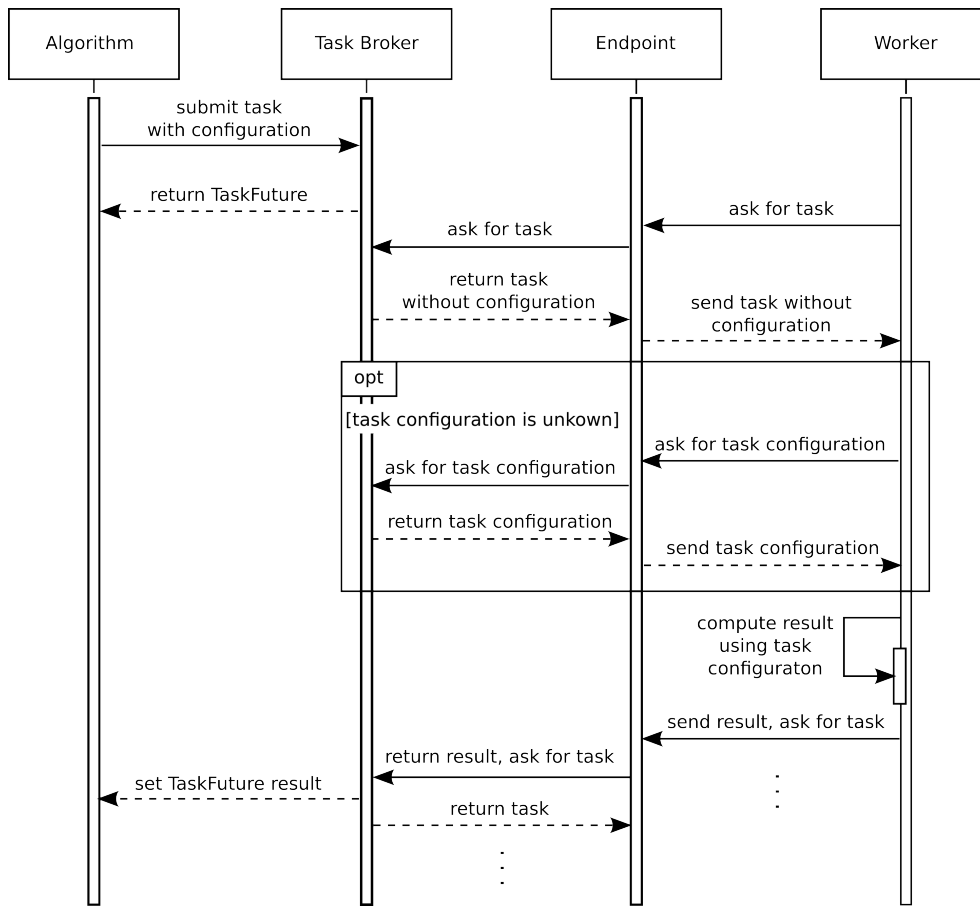 Algorithm
Task Broker
Endpoint
Worker
submit task
with configuration
return TaskFuture
ask for task
ask for task
return task
without configuration
send task without
configuration
opt
[task configuration is unkown]
ask for task configuration
ask for task configuration
return task configuration
send task configuration
compute result
using task
configuraton
send result, ask for task
return result, ask for task
set TaskFuture result
return task